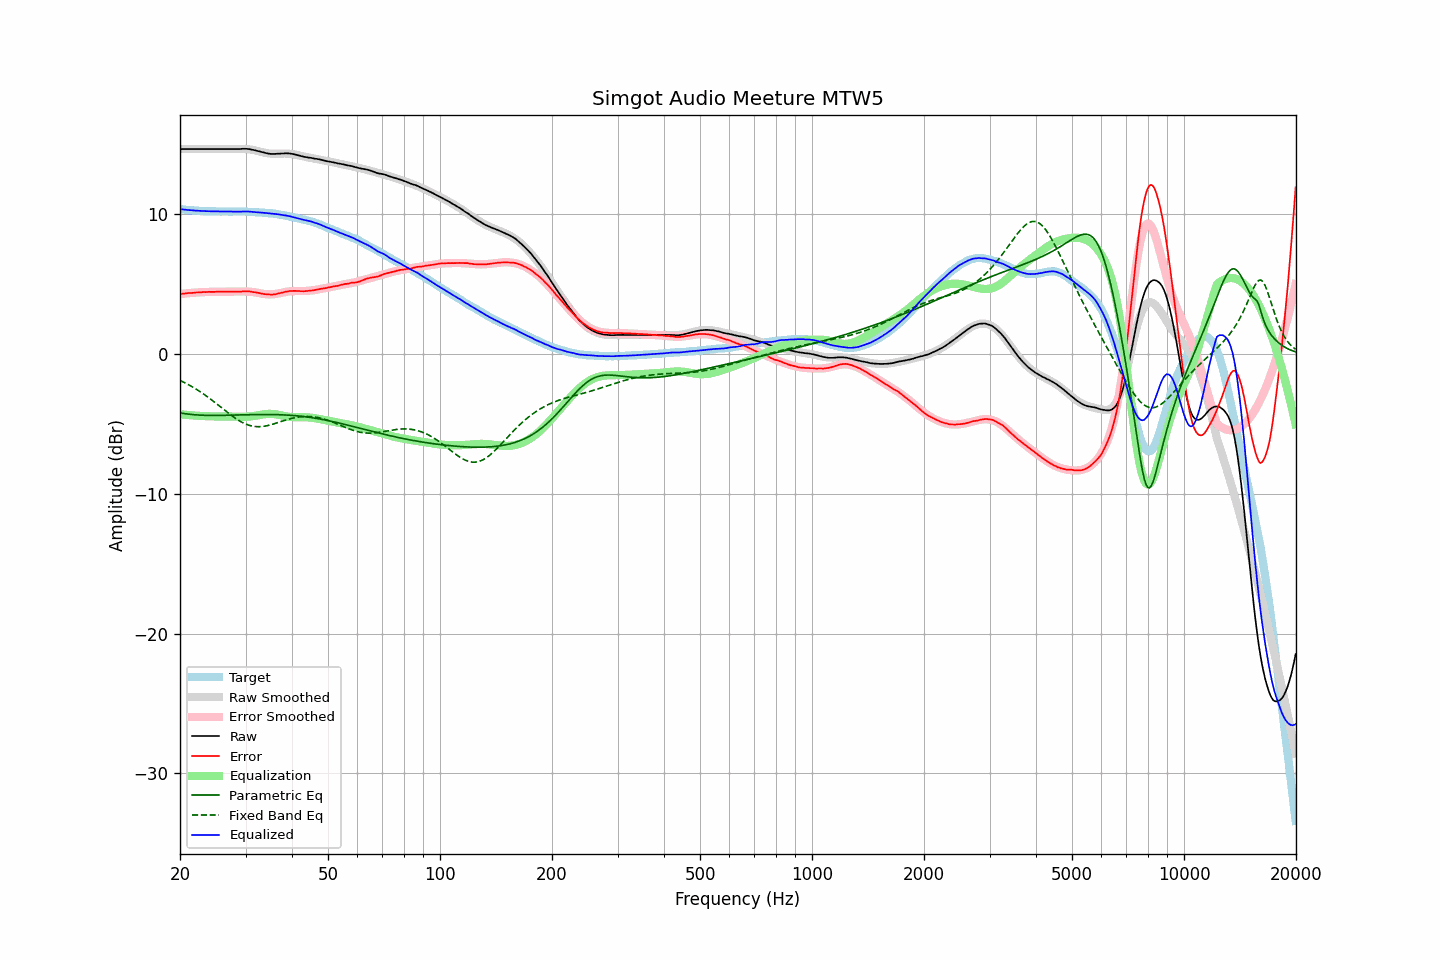 Simgot Audio Meeture MTW5
Amplitude (dBr)
10
0
−10
−20
−30
Target
Raw Smoothed
Error Smoothed
Raw
Error
Equalization
Parametric Eq
Fixed Band Eq
Equalized
20 50 100 200 500 1000 2000 5000 10000 20000
Frequency (Hz)